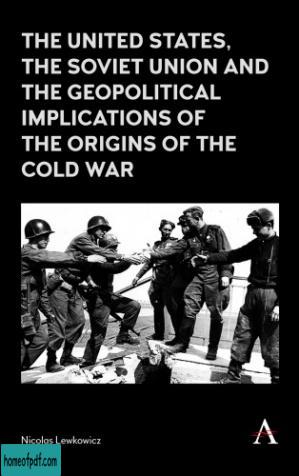 THE UNITED STATES,
THE SOVIET UNION AND
THE GEOPOLITICAL
IMPLICATIONS OF
THE ORIGINS OF THE
COLD WAR
Nicolas Lewkowicz
homeofpdf.com